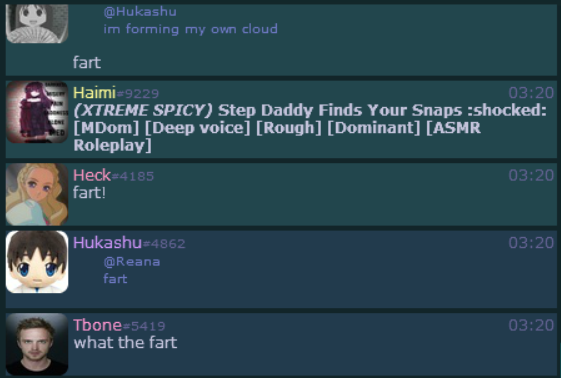 @Hukashu
im forming my own cloud
fart
Haimi#9229 03:20
(XTREME SPICY) Step Daddy Finds Your Snaps :shocked:
[MDom] [Deep voice] [Rough] [Dominant] [ASMR
Roleplay]
Heck#4185 03:20
fart!
Hukashu#4862 03:20
@Reana
fart
Tbone#5419 03:20
what the fart